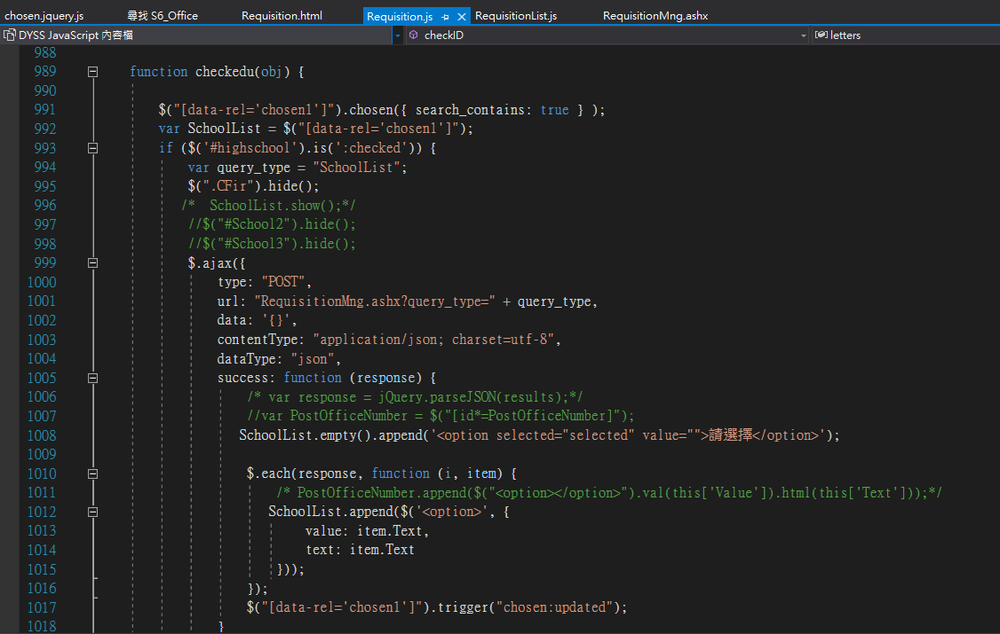 chosen.jquery.js 尋找 S6_Office Requisition.html Requisition.js RequisitionList.js RequisitionMng.ashx
DYSS JavaScript 內容檔 checkID letters
988
989 function checkedu(obj) {
990
991 $("[data-rel='chosen1']").chosen({ search_contains: true } );
992 var SchoolList = $("[data-rel='chosen1']");
993 if ($('#highschool').is(':checked')) {
994 var query_type = "SchoolList";
995 $(".CFir").hide();
996 /*  SchoolList.show();*/
997 //$("#School2").hide();
998 //$("#School3").hide();
999 $.ajax({
1000 type: "POST",
1001 url: "RequisitionMng.ashx?query_type=" + query_type,
1002 data: '{}',
1003 contentType: "application/json; charset=utf-8",
1004 dataType: "json",
1005 success: function (response) {
1006 /* var response = jQuery.parseJSON(results);*/
1007 //var PostOfficeNumber = $("[id*=PostOfficeNumber]");
1008 SchoolList.empty().append('<option selected="selected" value="">請選擇</option>');
1009
1010 $.each(response, function (i, item) {
1011 /* PostOfficeNumber.append($("<option></option>").val(this['Value']).html(this['Text']));*/
1012 SchoolList.append($('<option>', {
1013 value: item.Text,
1014 text: item.Text
1015 }));
1016 });
1017 $("[data-rel='chosen1']").trigger("chosen:updated");
1018 }